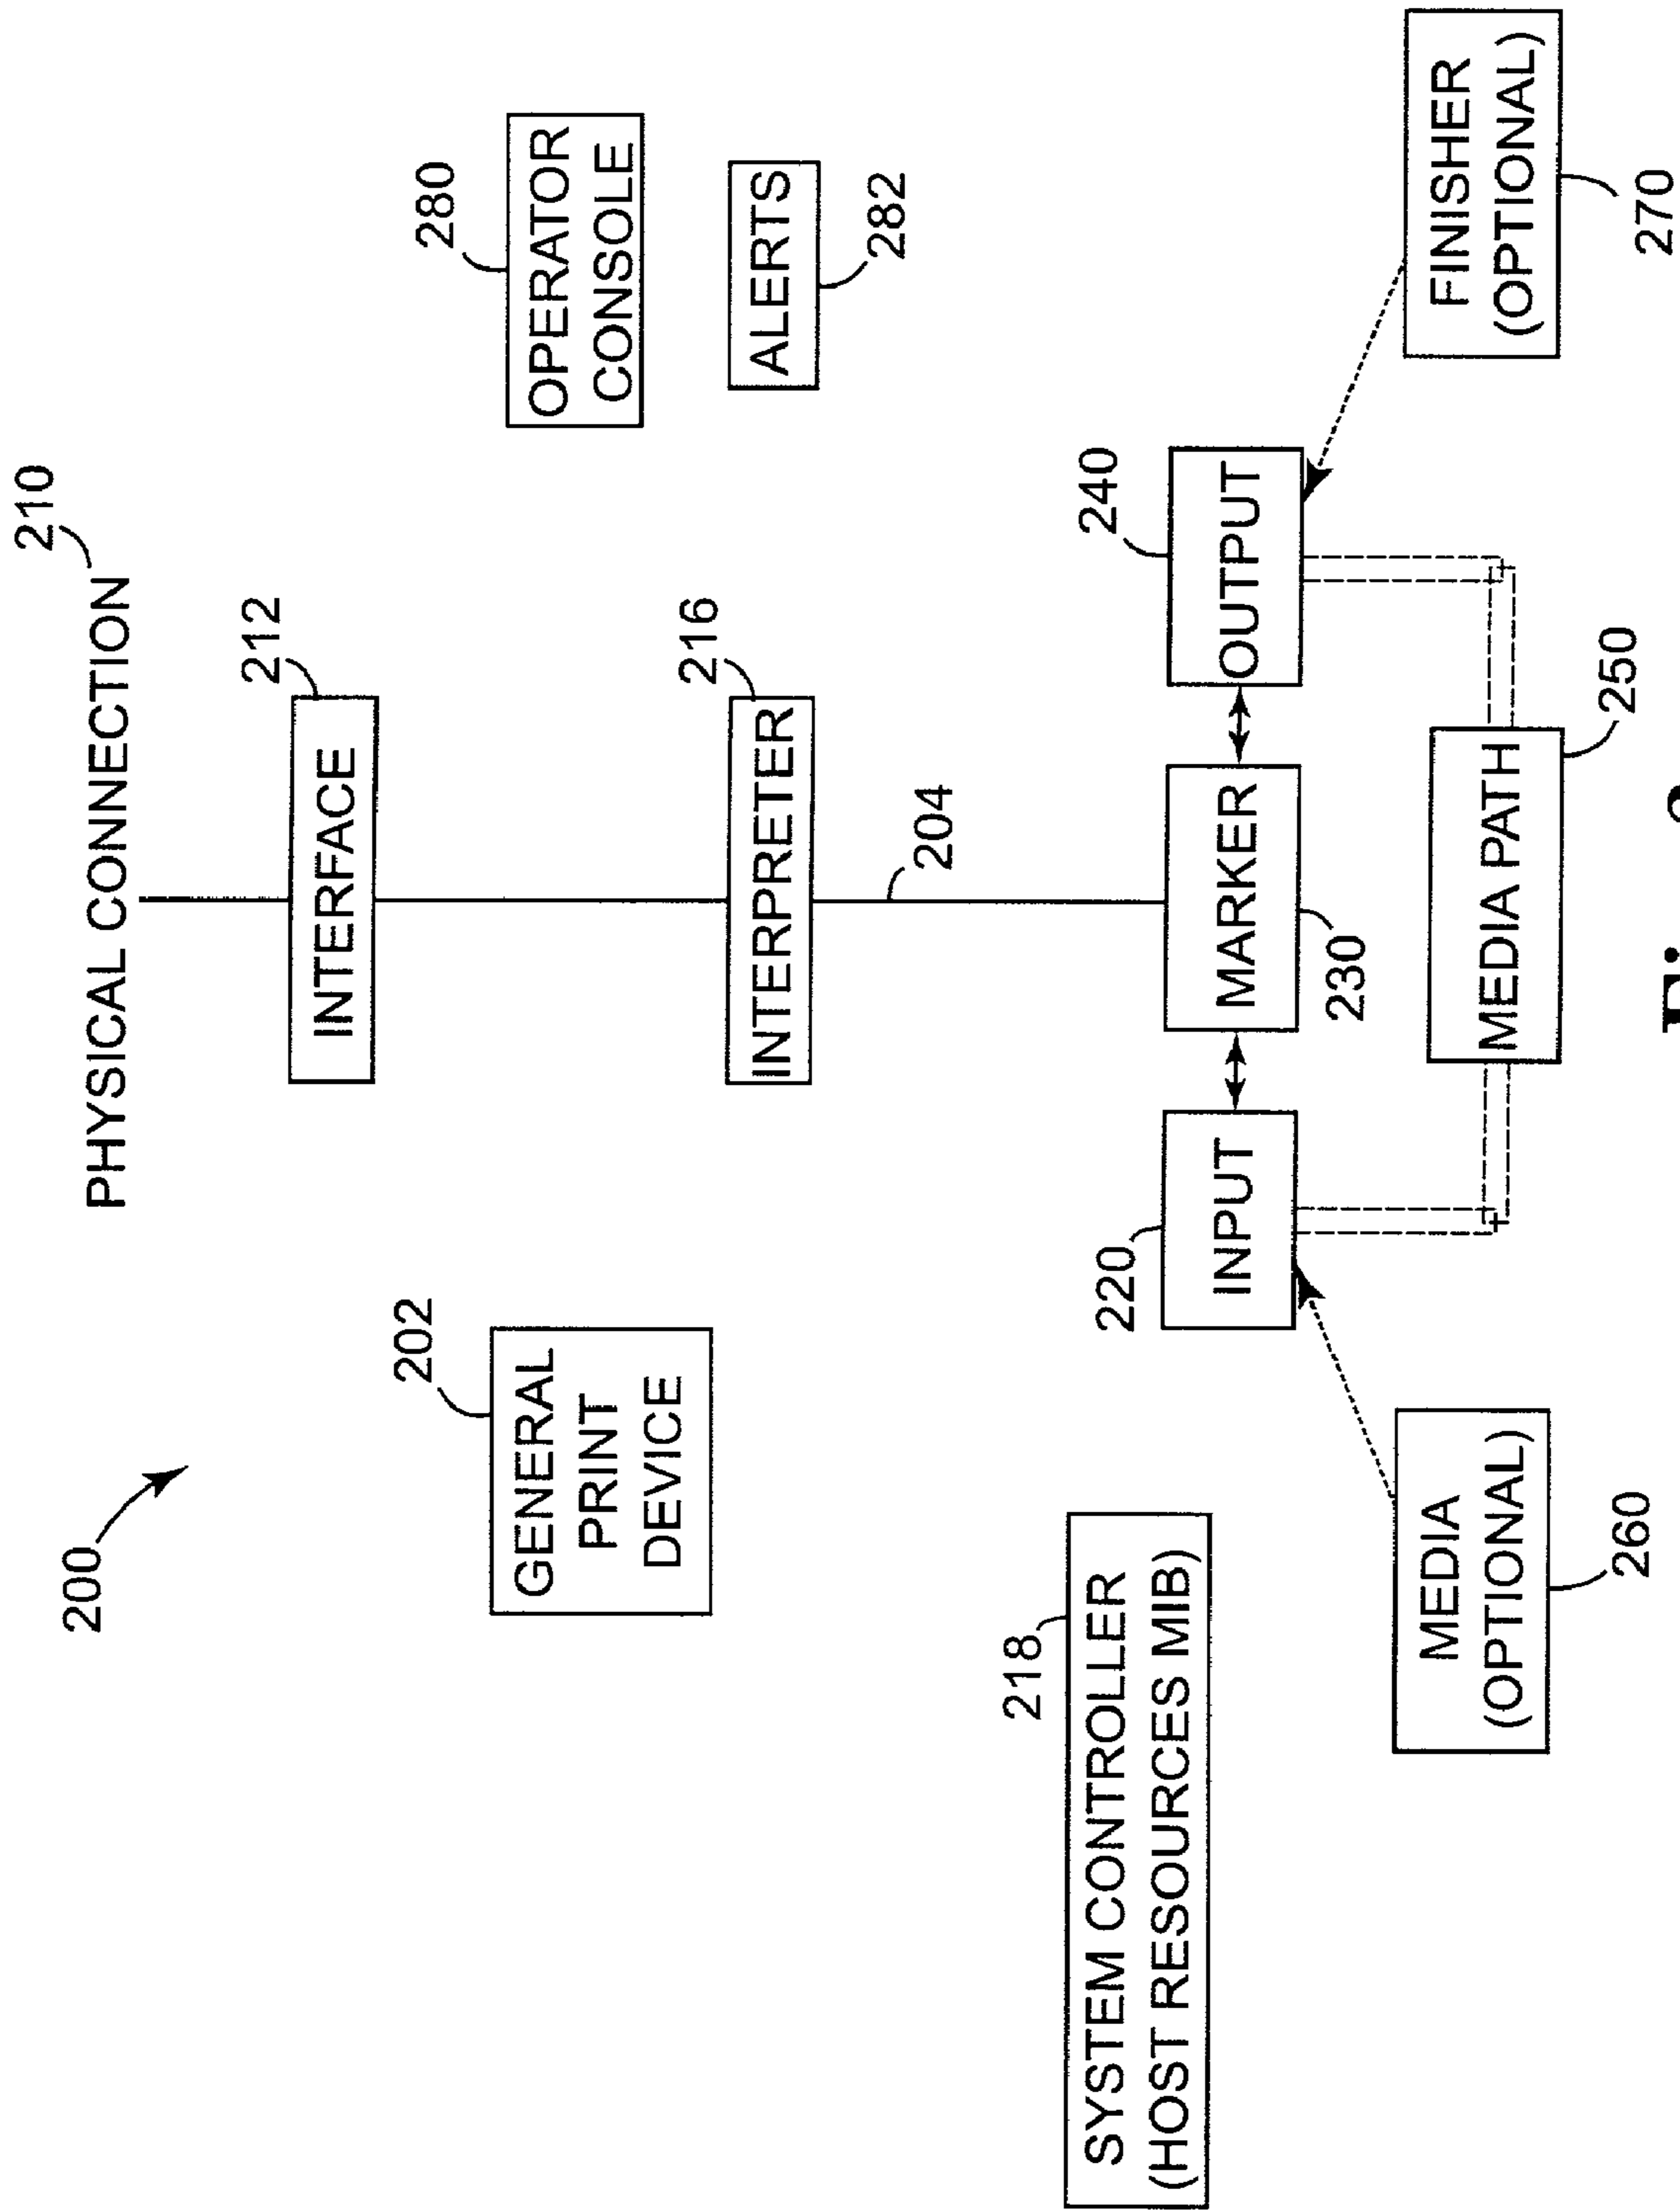 200
PHYSICAL CONNECTION
210
INTERFACE
212
202
GENERAL
PRINT
DEVICE
280
OPERATOR
CONSOLE
INTERPRETER
216
ALERTS
282
204
218
SYSTEM CONTROLLER
(HOST RESOURCES MIB)
220
INPUT
MARKER
230
240
OUTPUT
MEDIA
(OPTIONAL)
260
MEDIA PATH
250
FINISHER
(OPTIONAL)
270